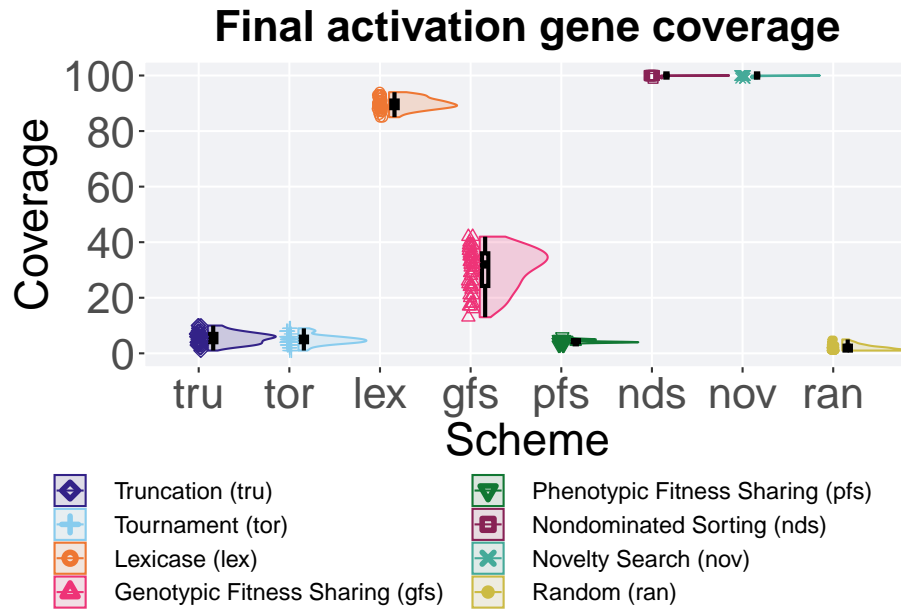 Final activation gene coverage
Coverage
100
80
60
40
20
0
tru tor lex gfs pfs nds nov ran
Scheme
Truncation (tru)
Tournament (tor)
Lexicase (lex)
Genotypic Fitness Sharing (gfs)
Phenotypic Fitness Sharing (pfs)
Nondominated Sorting (nds)
Novelty Search (nov)
Random (ran)